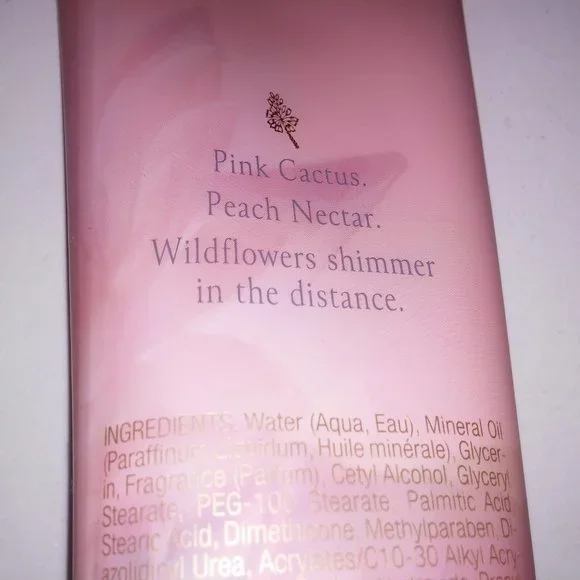 Pink Cactus.
Peach Nectar.
Wildflowers shimmer
in the distance.
INGREDIENTS: Water (Aqua, Eau), Mineral Oil
(Paraffinum Liquidum, Huile minérale), Glycer-
in, Fragrance (Parfum), Cetyl Alcohol, Glyceryl
Stearate, PEG-100 Stearate, Palmitic Acid,
Stearic Acid, Dimethicone, Methylparaben, Di-
azolidinyl Urea, Acrylates/C10-30 Alkyl Acry-